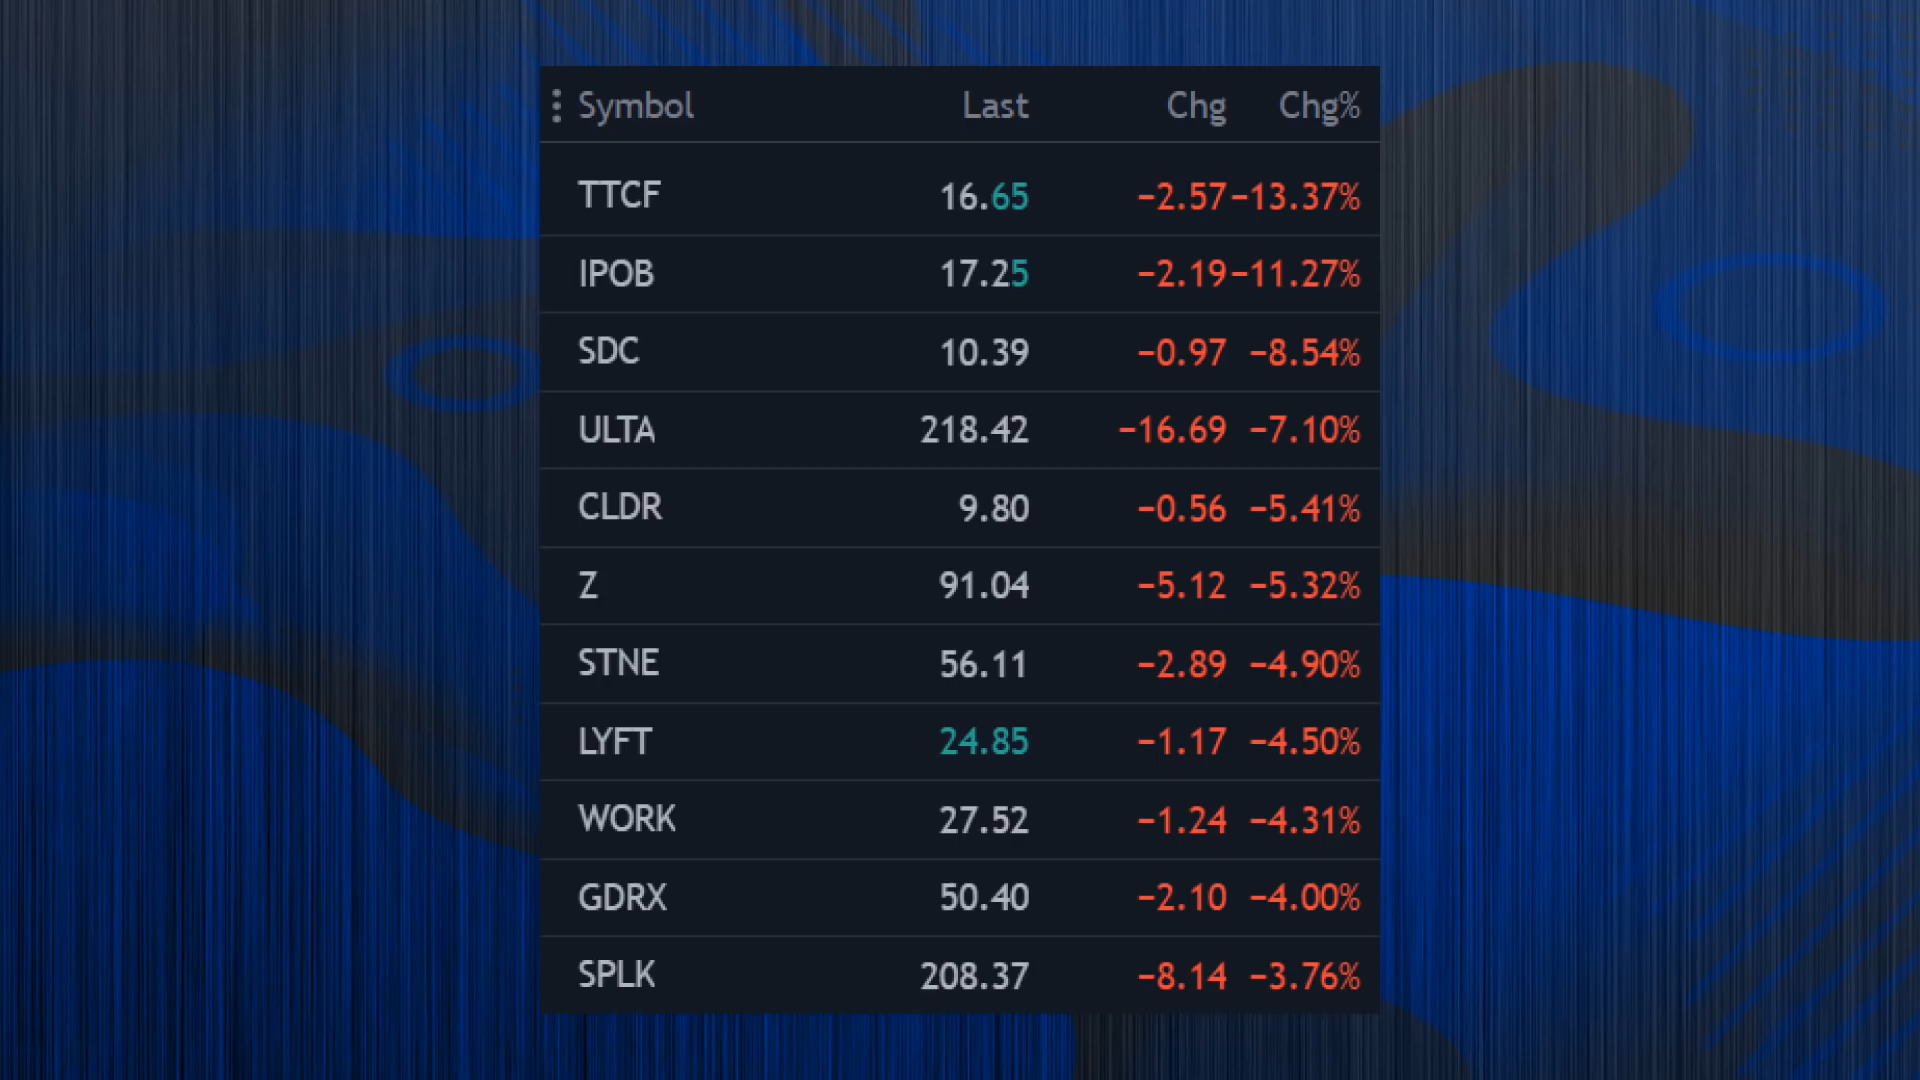 Symbol Last Chg Chg%
TTCF 16.65 −2.57 −13.37%
IPOB 17.25 −2.19 −11.27%
SDC 10.39 −0.97 −8.54%
ULTA 218.42 −16.69 −7.10%
CLDR 9.80 −0.56 −5.41%
Z 91.04 −5.12 −5.32%
STNE 56.11 −2.89 −4.90%
LYFT 24.85 −1.17 −4.50%
WORK 27.52 −1.24 −4.31%
GDRX 50.40 −2.10 −4.00%
SPLK 208.37 −8.14 −3.76%